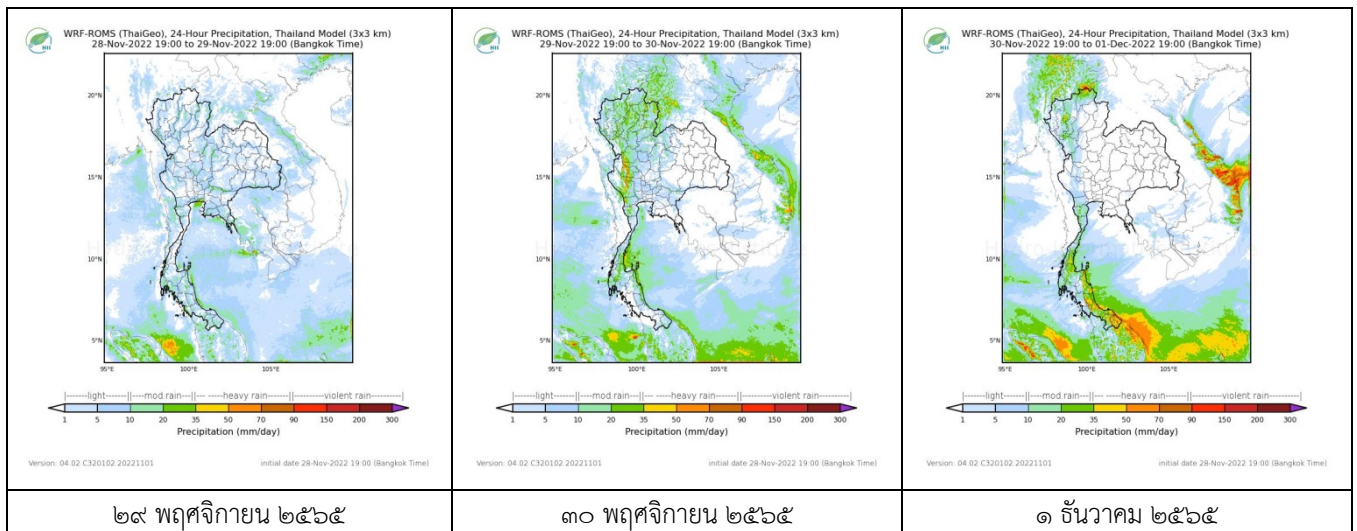 WRF-ROMS (ThaiGeo), 24-Hour Precipitation, Thailand Model (3x3 km)
28-Nov-2022 19:00 to 29-Nov-2022 19:00 (Bangkok Time)
20°N
15°N
10°N
5°N
95°E 100°E 105°E
|-------light-------||-mod.rain--||--- ---heavy rain------||------violent rain-------|
1 5 10 20 35 50 70 90 150 200 300
Precipitation (mm/day)
Version: 04.02 C320102.20221101 initial date 28-Nov-2022 19:00 (Bangkok Time)
๒๙ พฤศจิกายน ๒๕๖๕
WRF-ROMS (ThaiGeo), 24-Hour Precipitation, Thailand Model (3x3 km)
29-Nov-2022 19:00 to 30-Nov-2022 19:00 (Bangkok Time)
20°N
15°N
10°N
5°N
95°E 100°E 105°E
|-------light-------||-mod.rain--||--- ---heavy rain------||------violent rain-------|
1 5 10 20 35 50 70 90 150 200 300
Precipitation (mm/day)
Version: 04.02 C320102.20221101 initial date 28-Nov-2022 19:00 (Bangkok Time)
๓๐ พฤศจิกายน ๒๕๖๕
WRF-ROMS (ThaiGeo), 24-Hour Precipitation, Thailand Model (3x3 km)
30-Nov-2022 19:00 to 01-Dec-2022 19:00 (Bangkok Time)
20°N
15°N
10°N
5°N
95°E 100°E 105°E
|-------light-------||-mod.rain--||--- ---heavy rain------||------violent rain-------|
1 5 10 20 35 50 70 90 150 200 300
Precipitation (mm/day)
Version: 04.02 C320102.20221101 initial date 28-Nov-2022 19:00 (Bangkok Time)
๑ ธันวาคม ๒๕๖๕